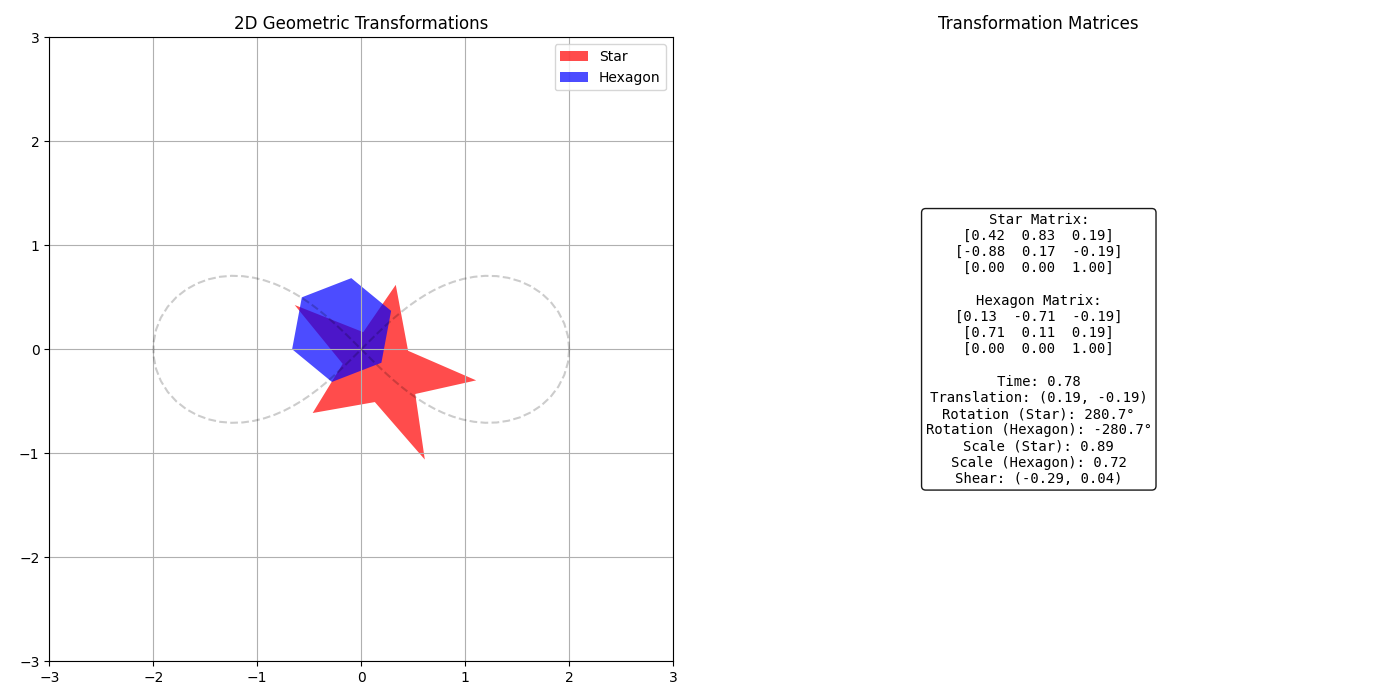 2D Geometric Transformations
Star
Hexagon
3
2
1
0
−1
−2
−3
−3
−2
−1
0
1
2
3
Transformation Matrices
Star Matrix:
[0.42  0.83  0.19]
[-0.88  0.17  -0.19]
[0.00  0.00  1.00]
Hexagon Matrix:
[0.13  -0.71  -0.19]
[0.71  0.11  0.19]
[0.00  0.00  1.00]
Time: 0.78
Translation: (0.19, -0.19)
Rotation (Star): 280.7°
Rotation (Hexagon): -280.7°
Scale (Star): 0.89
Scale (Hexagon): 0.72
Shear: (-0.29, 0.04)